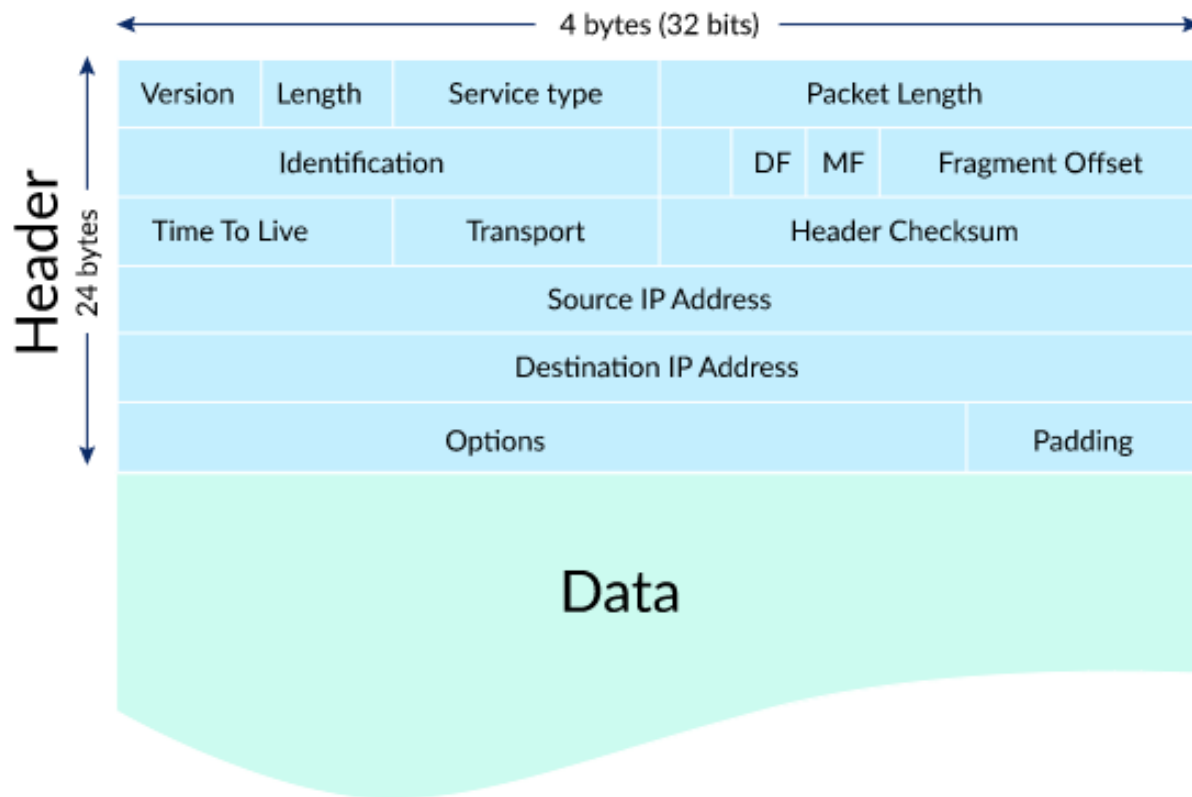 4 bytes (32 bits)
Version Length Service type Packet Length
Identification DF MF Fragment Offset
Time To Live Transport Header Checksum
Source IP Address
Destination IP Address
Options Padding
Header
24 bytes
Data